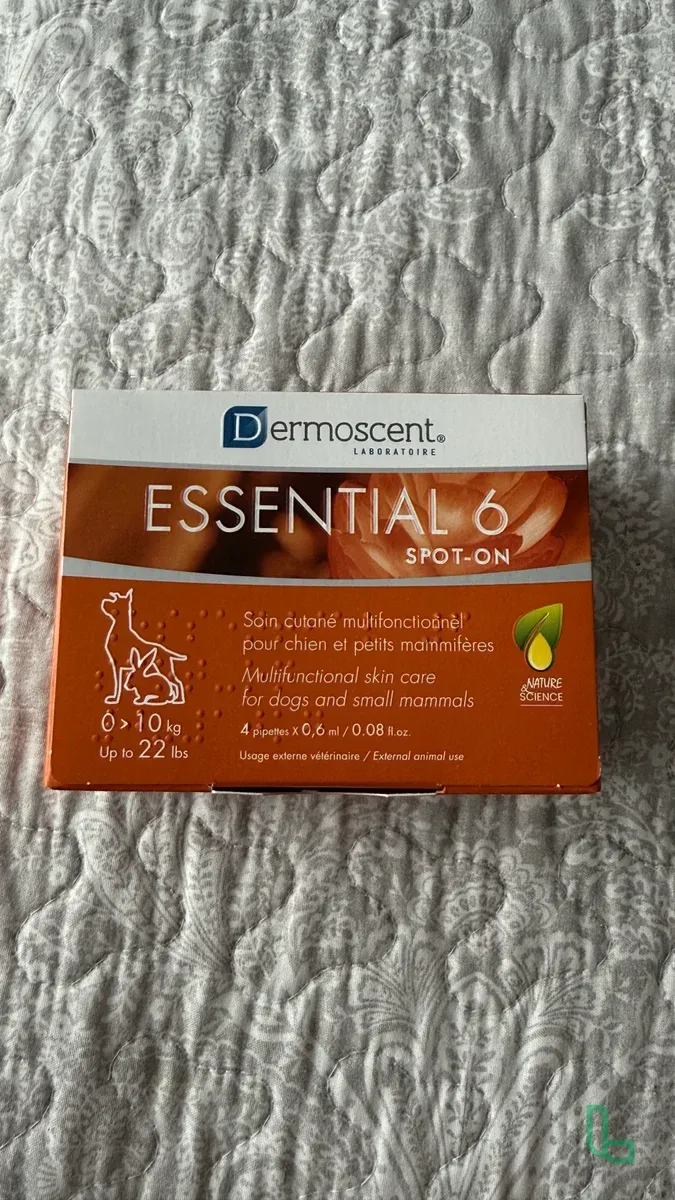 Dermoscent®
LABORATOIRE
ESSENTIAL 6
SPOT-ON
Soin cutané multifonctionnel
pour chien et petits mammifères
Multifunctional skin care
for dogs and small mammals
NATURE
& SCIENCE
0 > 10 kg
Up to 22 lbs
4 pipettes X 0,6 ml / 0.08 fl.oz.
Usage externe vétérinaire / External animal use